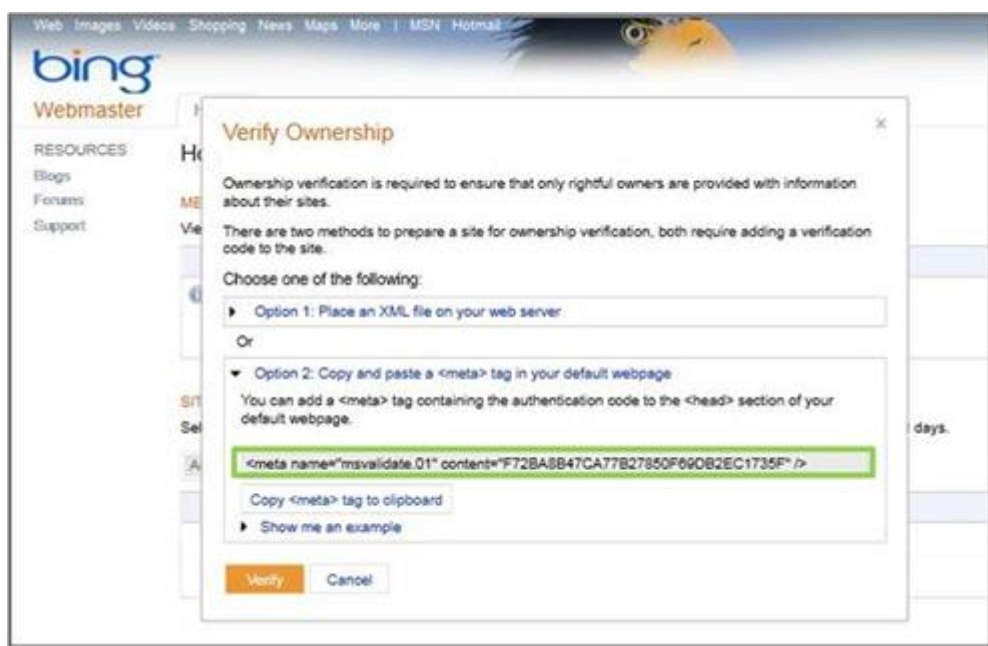 Web Images Videos Shopping News Maps More | MSN Hotmail
bing
Webmaster
RESOURCES
Blogs
Forums
Support
H
Ho
ME
Vie
SIT
Sel
days.
A
Verify Ownership
×
Ownership verification is required to ensure that only rightful owners are provided with information
about their sites.
There are two methods to prepare a site for ownership verification, both require adding a verification
code to the site.
Choose one of the following:
Option 1: Place an XML file on your web server
Or
Option 2: Copy and paste a <meta> tag in your default webpage
You can add a <meta> tag containing the authentication code to the <head> section of your
default webpage.
<meta name="msvalidate.01" content="F72BA8B47CA77B27850F69DB2EC1735F" />
Copy <meta> tag to clipboard
Show me an example
Verify
Cancel